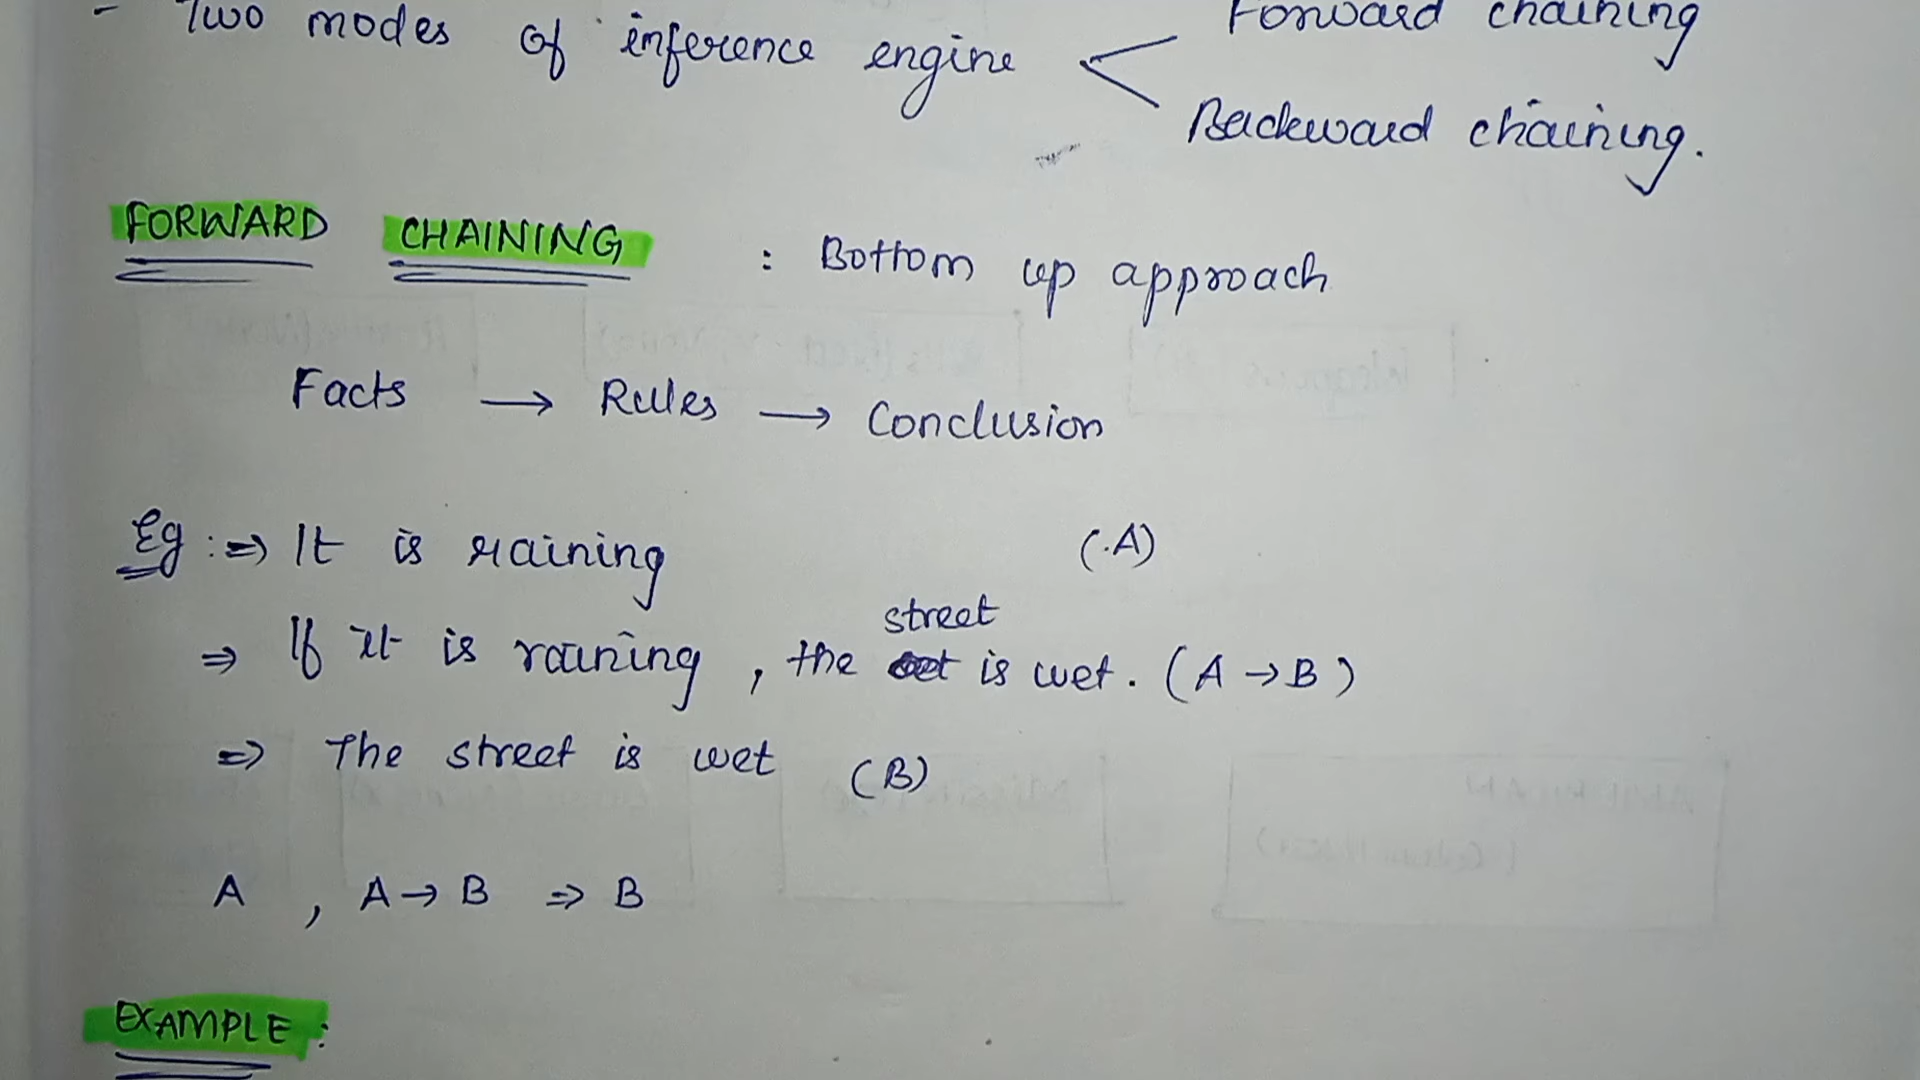 - Two modes of inference engine < Forward chaining
Backward chaining.
FORWARD CHAINING : Bottom up approach
Facts → Rules → Conclusion
Eg :⇒ It is raining (A)
street
⇒ If it is raining, the is wet. (A → B)
⇒ The street is wet (B)
A , A → B ⇒ B
EXAMPLE :